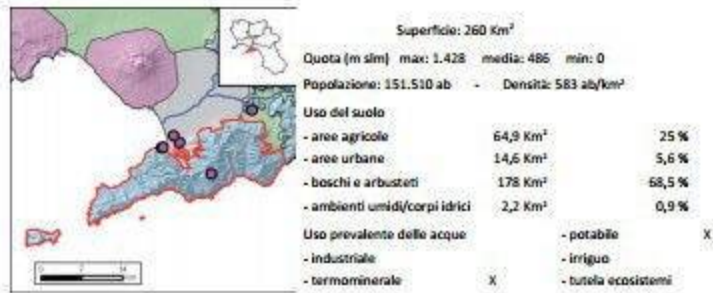 Superficie: 260 Km²
Quota (m slm) max: 1.428 media: 486 min: 0
Popolazione: 151.510 ab - Densità: 583 ab/km²
Uso del suolo
- aree agricole 64,9 Km² 25 %
- aree urbane 14,6 Km² 5,6 %
- boschi e arbusteti 178 Km² 68,5 %
- ambienti umidi/corpi idrici 2,2 Km² 0,9 %
Uso prevalente delle acque - potabile X
- industriale - irriguo
- termominerale X - tutela ecosistemi